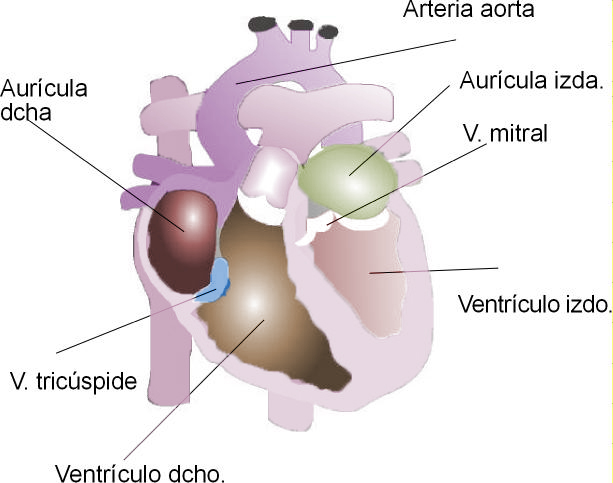 Arteria aorta
Aurícula
dcha
Aurícula izda.
V. mitral
Ventrículo izdo.
V. tricúspide
Ventrículo dcho.